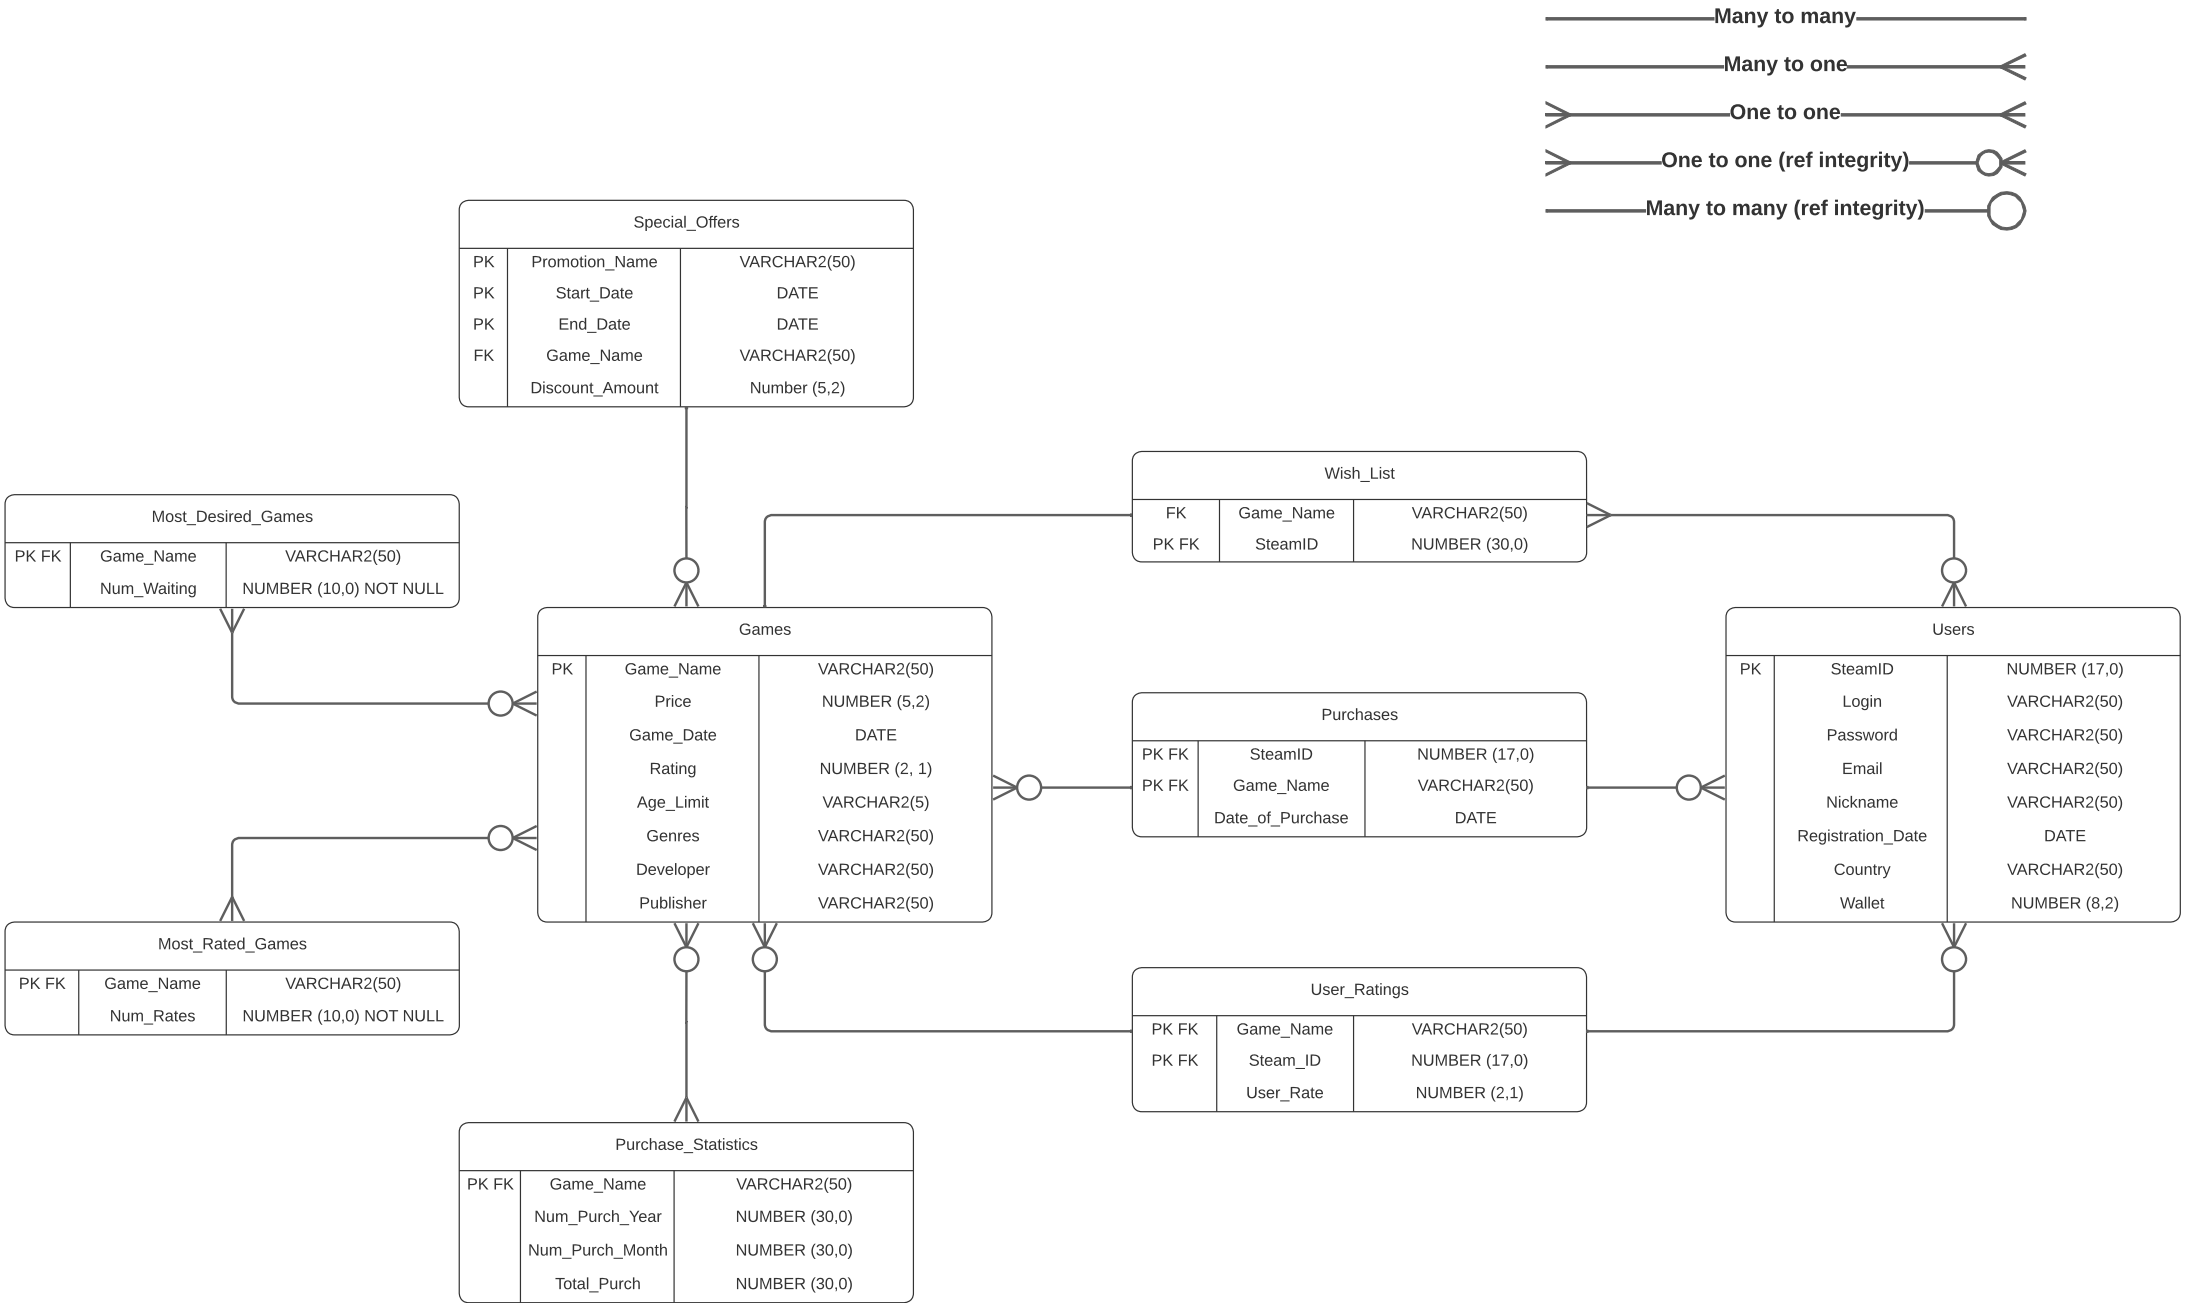 Many to many
Many to one
One to one
One to one (ref integrity)
Many to many (ref integrity)
Special_Offers
PK Promotion_Name VARCHAR2(50)
PK Start_Date DATE
PK End_Date DATE
FK Game_Name VARCHAR2(50)
Discount_Amount Number (5,2)
Most_Desired_Games
PK FK Game_Name VARCHAR2(50)
Num_Waiting NUMBER (10,0) NOT NULL
Wish_List
FK Game_Name VARCHAR2(50)
PK FK SteamID NUMBER (30,0)
Games
PK Game_Name VARCHAR2(50)
Price NUMBER (5,2)
Game_Date DATE
Rating NUMBER (2, 1)
Age_Limit VARCHAR2(5)
Genres VARCHAR2(50)
Developer VARCHAR2(50)
Publisher VARCHAR2(50)
Purchases
PK FK SteamID NUMBER (17,0)
PK FK Game_Name VARCHAR2(50)
Date_of_Purchase DATE
Users
PK SteamID NUMBER (17,0)
Login VARCHAR2(50)
Password VARCHAR2(50)
Email VARCHAR2(50)
Nickname VARCHAR2(50)
Registration_Date DATE
Country VARCHAR2(50)
Wallet NUMBER (8,2)
Most_Rated_Games
PK FK Game_Name VARCHAR2(50)
Num_Rates NUMBER (10,0) NOT NULL
User_Ratings
PK FK Game_Name VARCHAR2(50)
PK FK Steam_ID NUMBER (17,0)
User_Rate NUMBER (2,1)
Purchase_Statistics
PK FK Game_Name VARCHAR2(50)
Num_Purch_Year NUMBER (30,0)
Num_Purch_Month NUMBER (30,0)
Total_Purch NUMBER (30,0)